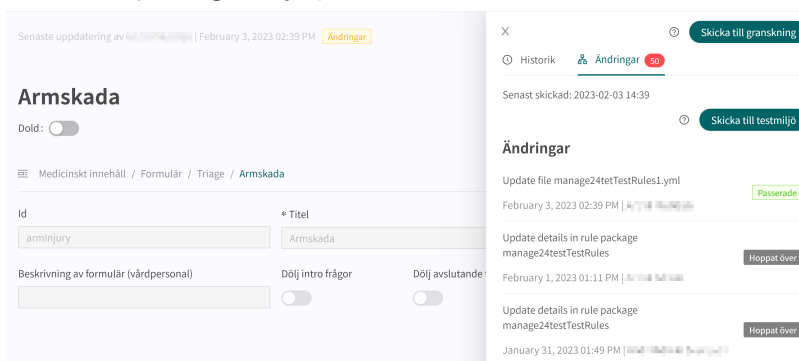 Senaste uppdatering av
| February 3, 2023 02:39 PM
Ändringar
Armskada
Dold:
Medicinskt innehåll / Formulär / Triage / Armskada
Id
* Titel
armInjury
Armskada
Beskrivning av formulär (vårdpersonal)
Dölj intro frågor
Dölj avslutande
Skicka till granskning
Historik
Ändringar 50
Senast skickad: 2023-02-03 14:39
Skicka till testmiljö
Ändringar
Update file manage24tetTestRules1.yml
Passerade
February 3, 2023 02:39 PM |
Update details in rule package
manage24testTestRules
Hoppat över
February 1, 2023 01:11 PM |
Update details in rule package
manage24testTestRules
Hoppat över
January 31, 2023 01:49 PM |